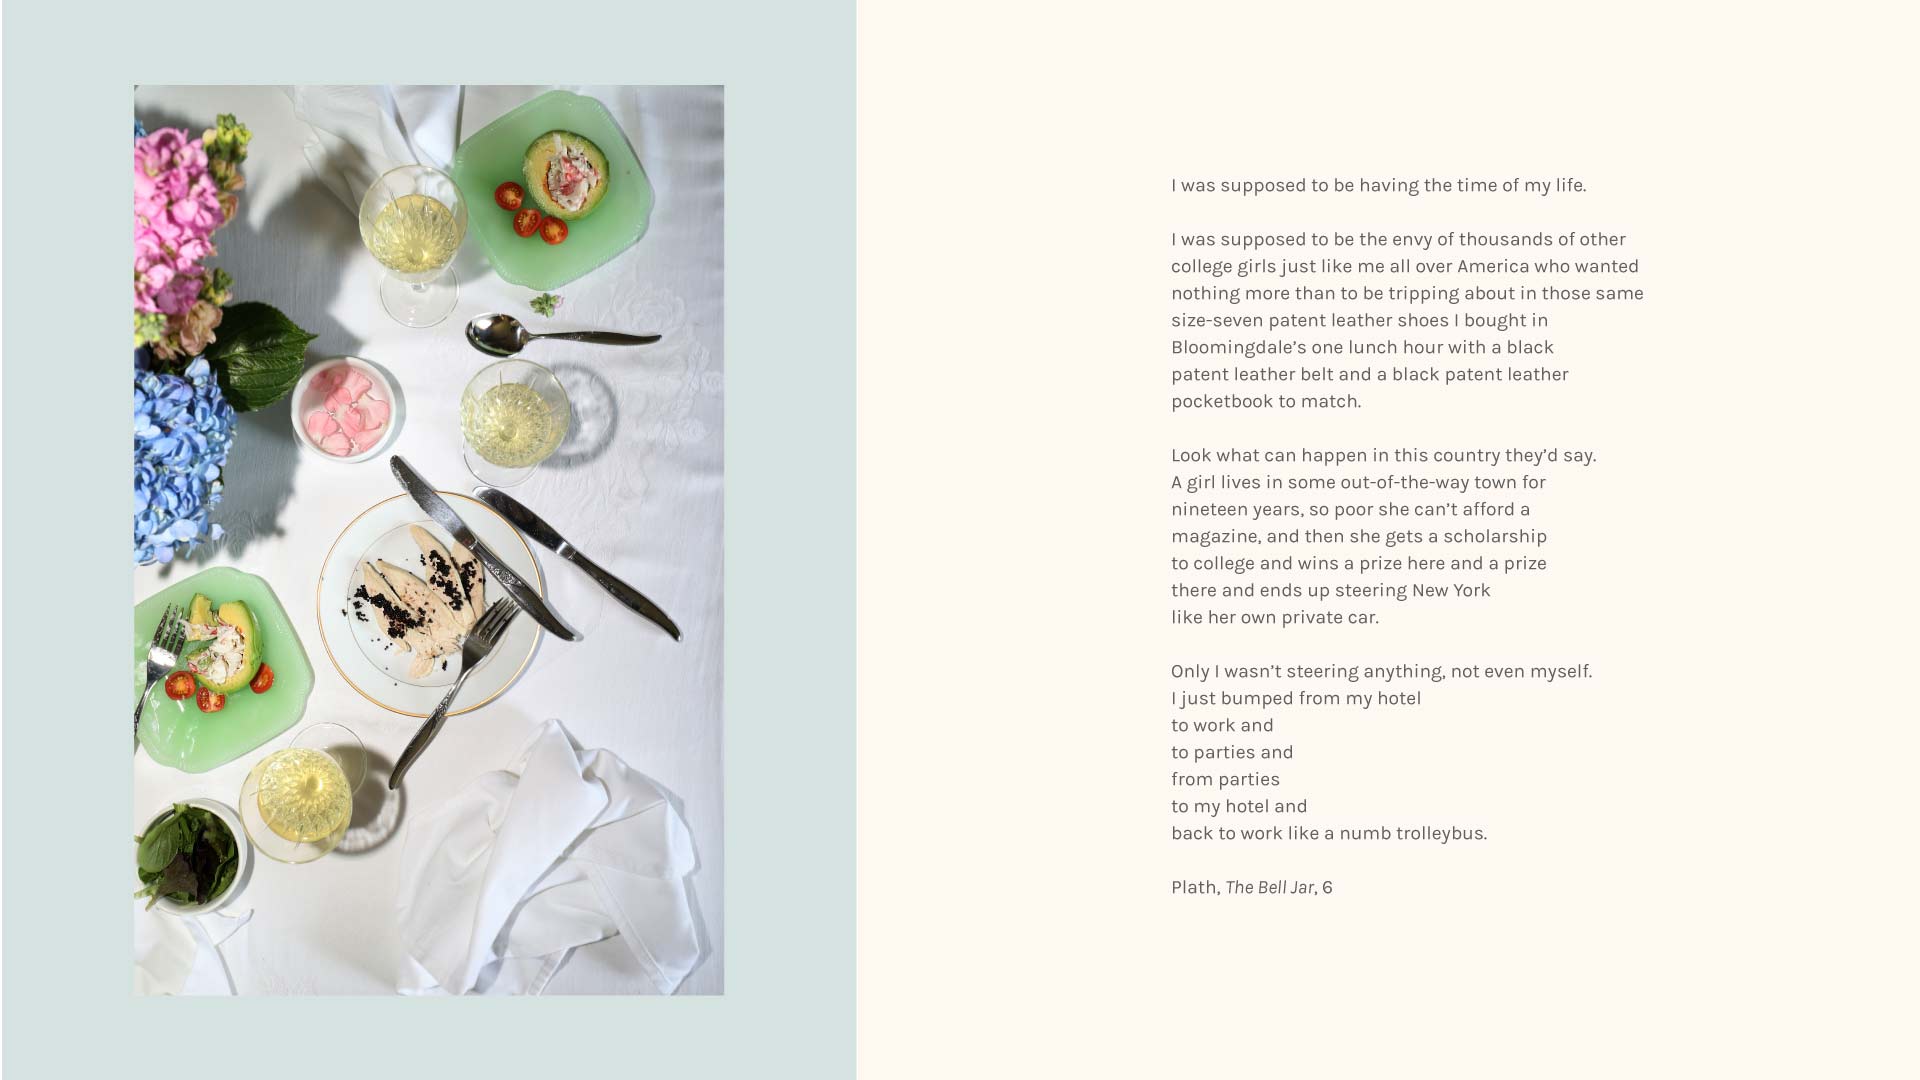 I was supposed to be having the time of my life.
I was supposed to be the envy of thousands of other
college girls just like me all over America who wanted
nothing more than to be tripping about in those same
size-seven patent leather shoes I bought in
Bloomingdale’s one lunch hour with a black
patent leather belt and a black patent leather
pocketbook to match.
Look what can happen in this country they’d say.
A girl lives in some out-of-the-way town for
nineteen years, so poor she can’t afford a
magazine, and then she gets a scholarship
to college and wins a prize here and a prize
there and ends up steering New York
like her own private car.
Only I wasn’t steering anything, not even myself.
I just bumped from my hotel
to work and
to parties and
from parties
to my hotel and
back to work like a numb trolleybus.
Plath, The Bell Jar, 6